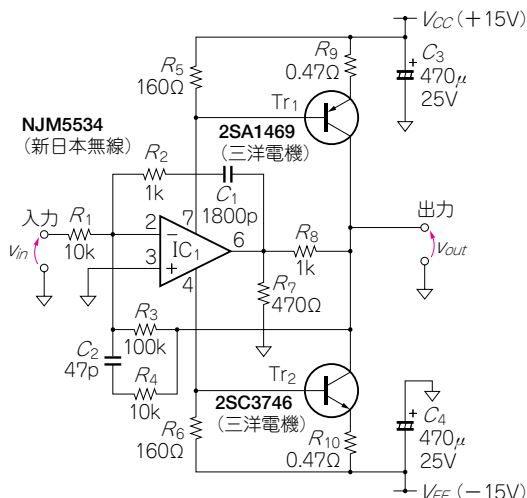 VCC(+15V)
R5
160Ω
R9
0.47Ω
C3
470μ
25V
+
Tr1
NJM5534
(新日本無線)
2SA1469
(三洋電機)
R2
1k
C1
1800p
入力
R1
10k
vin
2
3
7
6
4
−
+
IC1
R8
1k
R7
470Ω
出力
vout
R3
100k
C2
47p
R4
10k
Tr2
2SC3746
(三洋電機)
R6
160Ω
R10
0.47Ω
+
C4
470μ
25V
VEE(−15V)